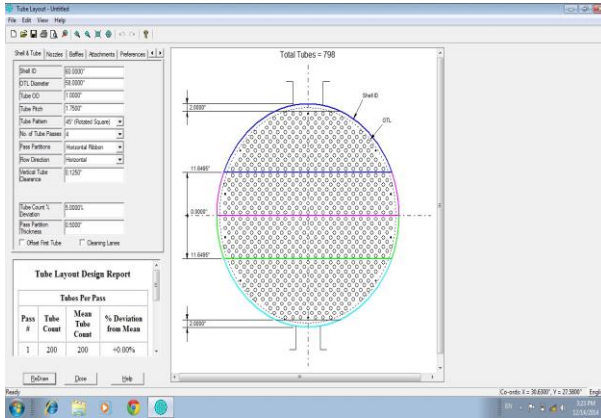 Tube Layout - Untitled
File Edit View Help
Shell & Tube Nozzles Baffles Attachments Preferences
Shell ID 60.0000"
OTL Diameter 58.0000"
Tube OD 1.0000"
Tube Pitch 1.7500"
Tube Pattern 45° (Rotated Square)
No. of Tube Passes 4
Pass Partitions Horizontal Ribbon
Row Direction Horizontal
Vertical Tube Clearance 0.1250"
Tube Count % Deviation 5.0000%
Pass Partition Thickness 0.5000"
Offset First Tube Cleaning Lanes
Tube Layout Design Report
Tubes Per Pass
Pass # Tube Count Mean Tube Count % Deviation from Mean
1 200 200 +0.00%
ReDraw Close Help
Total Tubes = 798
Shell ID
OTL
2.0000"
11.6495"
0.0000"
11.6495"
2.0000"
Ready
Co-ords: X = 30.6300", Y = 27.5800" Engli
EN
3:23 PM
12/14/2014